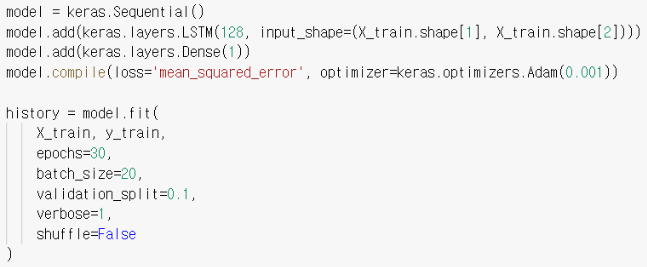 model = keras.Sequential()
model.add(keras.layers.LSTM(128, input_shape=(X_train.shape[1], X_train.shape[2])))
model.add(keras.layers.Dense(1))
model.compile(loss='mean_squared_error', optimizer=keras.optimizers.Adam(0.001))
history = model.fit(
X_train, y_train,
epochs=30,
batch_size=20,
validation_split=0.1,
verbose=1,
shuffle=False
)